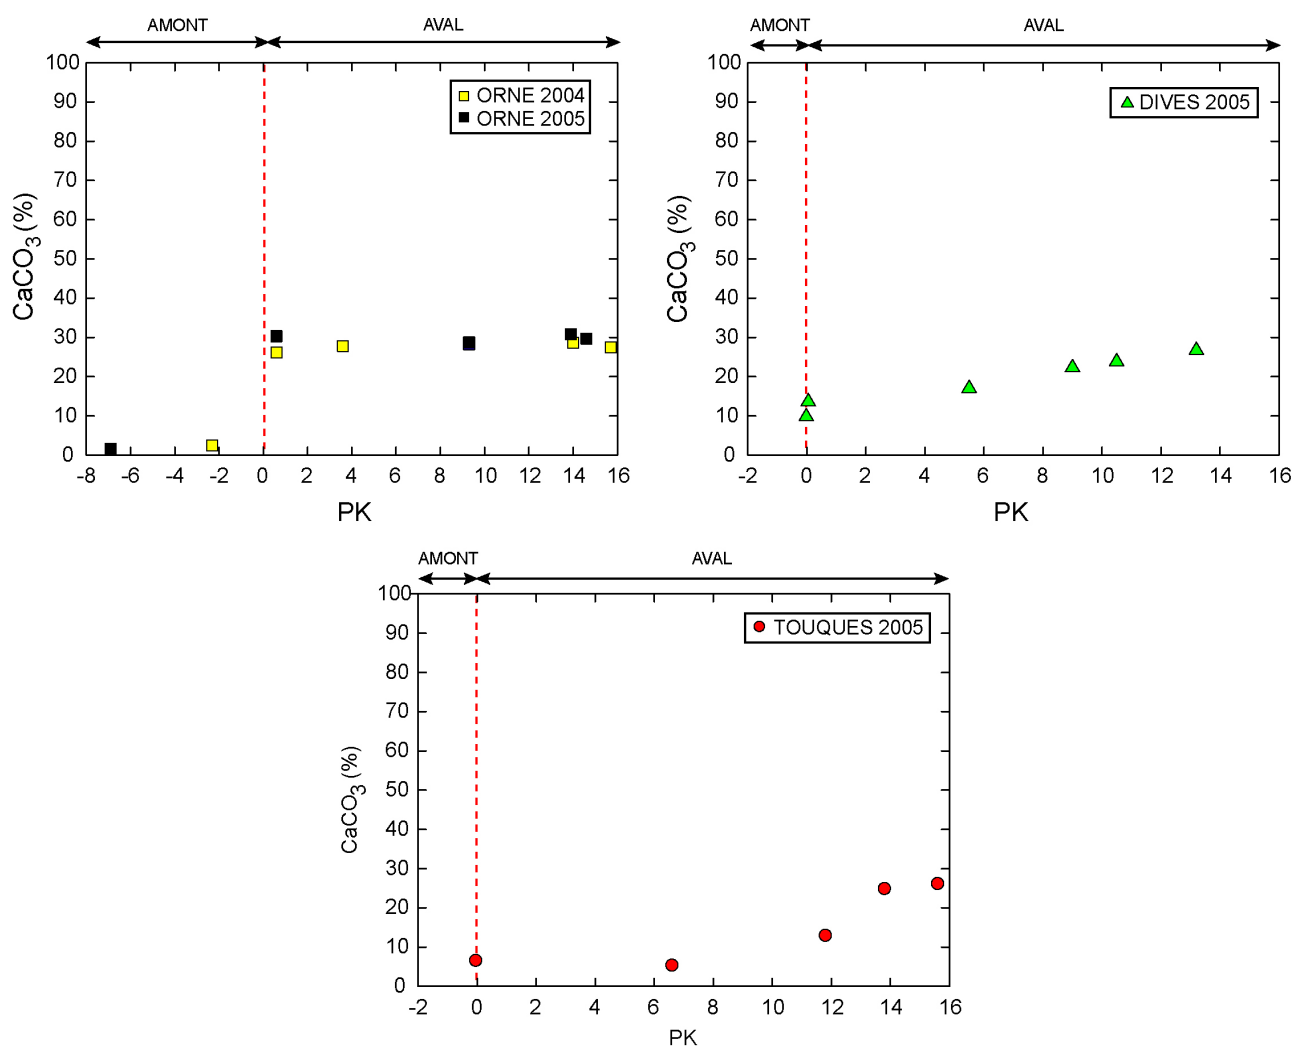 AMONT AVAL
100
90
80
70
60
50
40
30
20
10
0
CaCO3 (%)
ORNE 2004
ORNE 2005
-8 -6 -4 -2 0 2 4 6 8 10 12 14 16
PK
AMONT AVAL
100
90
80
70
60
50
40
30
20
10
0
CaCO3 (%)
DIVES 2005
-2 0 2 4 6 8 10 12 14 16
PK
AMONT AVAL
100
90
80
70
60
50
40
30
20
10
0
CaCO3 (%)
TOUQUES 2005
-2 0 2 4 6 8 10 12 14 16
PK